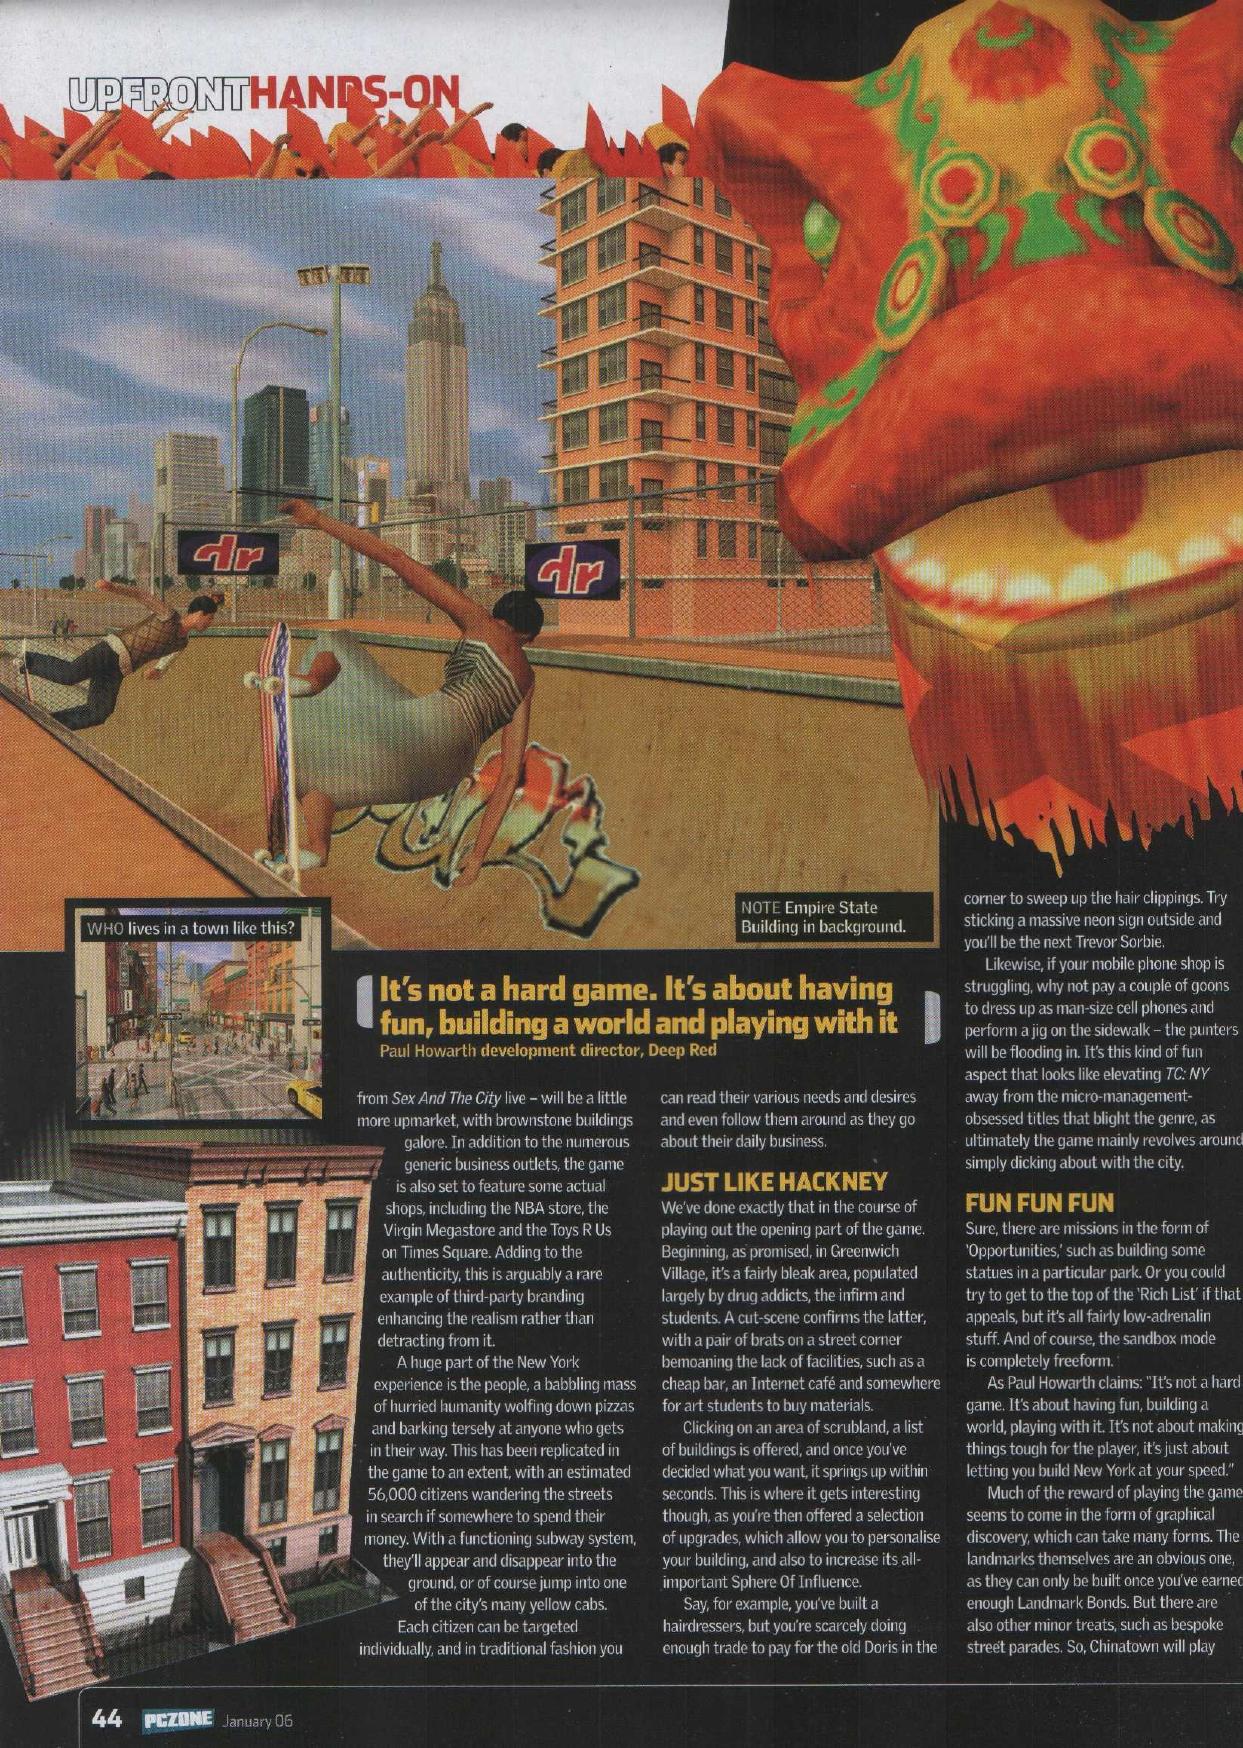 UPFRONTHANDS-ON
dr
dr
NOTE Empire State
Building in background.
WHO lives in a town like this?
It's not a hard game. It's about having
fun, building a world and playing with it
Paul Howarth development director, Deep Red
from Sex And The City live – will be a little
more upmarket, with brownstone buildings
galore. In addition to the numerous
generic business outlets, the game
is also set to feature some actual
shops, including the NBA store, the
Virgin Megastore and the Toys R Us
on Times Square. Adding to the
authenticity, this is arguably a rare
example of third-party branding
enhancing the realism rather than
detracting from it.
A huge part of the New York
experience is the people, a babbling mass
of hurried humanity wolfing down pizzas
and barking tersely at anyone who gets
in their way. This has been replicated in
the game to an extent, with an estimated
56,000 citizens wandering the streets
in search if somewhere to spend their
money. With a functioning subway system,
they'll appear and disappear into the
ground, or of course jump into one
of the city's many yellow cabs.
Each citizen can be targeted
individually, and in traditional fashion you
can read their various needs and desires
and even follow them around as they go
about their daily business.
JUST LIKE HACKNEY
We've done exactly that in the course of
playing out the opening part of the game.
Beginning, as promised, in Greenwich
Village, it's a fairly bleak area, populated
largely by drug addicts, the infirm and
students. A cut-scene confirms the latter,
with a pair of brats on a street corner
bemoaning the lack of facilities, such as a
cheap bar, an Internet café and somewhere
for art students to buy materials.
Clicking on an area of scrubland, a list
of buildings is offered, and once you've
decided what you want, it springs up within
seconds. This is where it gets interesting
though, as you're then offered a selection
of upgrades, which allow you to personalise
your building, and also to increase its all-
important Sphere Of Influence.
Say, for example, you've built a
hairdressers, but you're scarcely doing
enough trade to pay for the old Doris in the
corner to sweep up the hair clippings. Try
sticking a massive neon sign outside and
you'll be the next Trevor Sorbie.
Likewise, if your mobile phone shop is
struggling, why not pay a couple of goons
to dress up as man-size cell phones and
perform a jig on the sidewalk – the punters
will be flooding in. It's this kind of fun
aspect that looks like elevating TC: NY
away from the micro-management-
obsessed titles that blight the genre, as
ultimately the game mainly revolves around
simply dicking about with the city.
FUN FUN FUN
Sure, there are missions in the form of
'Opportunities,' such as building some
statues in a particular park. Or you could
try to get to the top of the 'Rich List' if that
appeals, but it's all fairly low-adrenalin
stuff. And of course, the sandbox mode
is completely freeform.
As Paul Howarth claims: "It's not a hard
game. It's about having fun, building a
world, playing with it. It's not about making
things tough for the player, it's just about
letting you build New York at your speed."
Much of the reward of playing the game
seems to come in the form of graphical
discovery, which can take many forms. The
landmarks themselves are an obvious one,
as they can only be built once you've earned
enough Landmark Bonds. But there are
also other minor treats, such as bespoke
street parades. So, Chinatown will play
44 PCZONE January 06